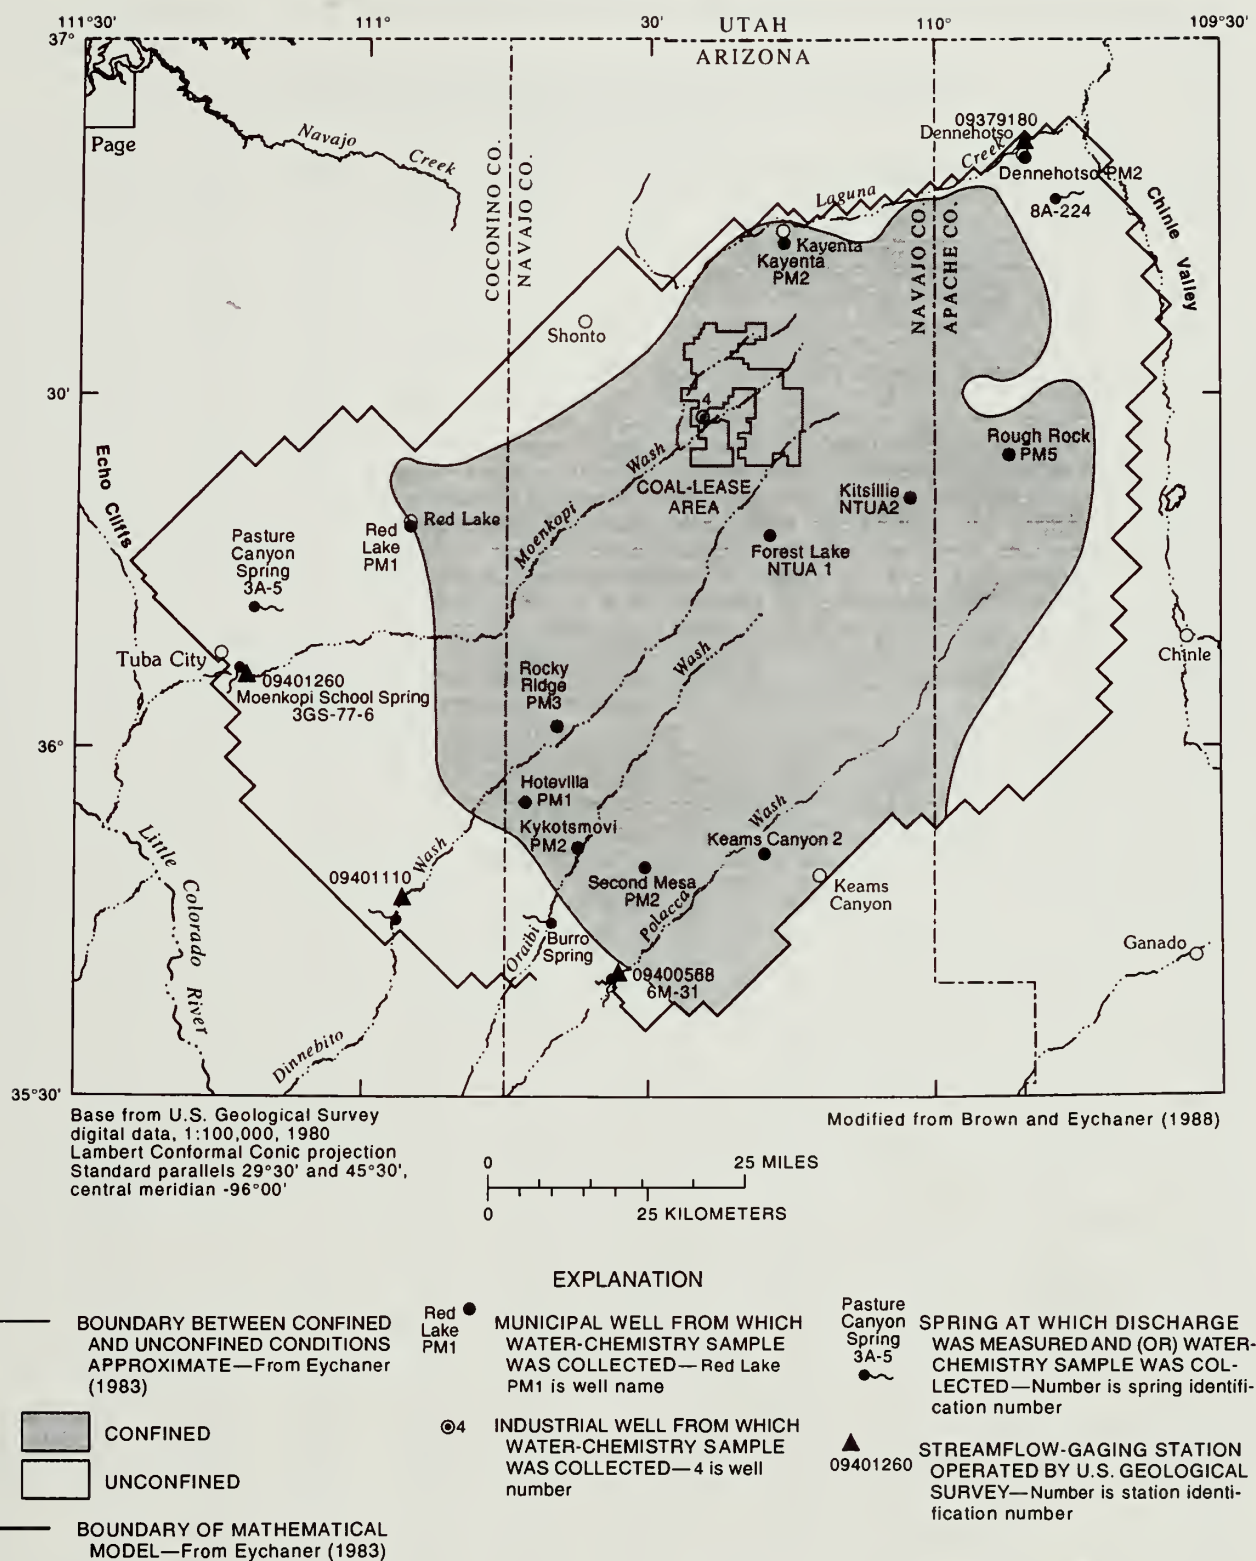 111°30'
111°
30'
UTAH
110°
109°30'
37°
ARIZONA
Page
Navajo
Creek
COCONINO CO.
NAVAJO CO.
09379180
Dennehotso
Creek
Dennehotso PM2
8A-224
Laguna
Chinle Valley
Kayenta
Kayenta
PM2
NAVAJO CO.
APACHE CO.
Shonto
30'
4
Rough Rock
PM5
Echo Cliffs
Wash
COAL-LEASE
AREA
Kitsillie
NTUA2
Red Lake
Red
Lake
PM1
Moenkopi
Forest Lake
NTUA 1
Pasture
Canyon
Spring
3A-5
Tuba City
09401260
Moenkopi School Spring
3GS-77-6
Wash
Chinle
Rocky
Ridge
PM3
36°
Hotevilla
PM1
Kykotsmovi
PM2
Wash
Keams Canyon 2
Little
Colorado
River
Wash
09401110
Second Mesa
PM2
Polacca
Keams
Canyon
Oraibi
Burro
Spring
Ganado
09400568
6M-31
Dinnebito
35°30'
Base from U.S. Geological Survey
digital data, 1:100,000, 1980
Lambert Conformal Conic projection
Standard parallels 29°30' and 45°30',
central meridian -96°00'
Modified from Brown and Eychaner (1988)
0 25 MILES
0 25 KILOMETERS
EXPLANATION
BOUNDARY BETWEEN CONFINED
AND UNCONFINED CONDITIONS
APPROXIMATE—From Eychaner
(1983)
CONFINED
UNCONFINED
BOUNDARY OF MATHEMATICAL
MODEL—From Eychaner (1983)
Red
Lake
PM1
MUNICIPAL WELL FROM WHICH
WATER-CHEMISTRY SAMPLE
WAS COLLECTED—Red Lake
PM1 is well name
4
INDUSTRIAL WELL FROM WHICH
WATER-CHEMISTRY SAMPLE
WAS COLLECTED—4 is well
number
Pasture
Canyon
Spring
3A-5
SPRING AT WHICH DISCHARGE
WAS MEASURED AND (OR) WATER-
CHEMISTRY SAMPLE WAS COL-
LECTED—Number is spring identifi-
cation number
09401260
STREAMFLOW-GAGING STATION
OPERATED BY U.S. GEOLOGICAL
SURVEY—Number is station identi-
fication number